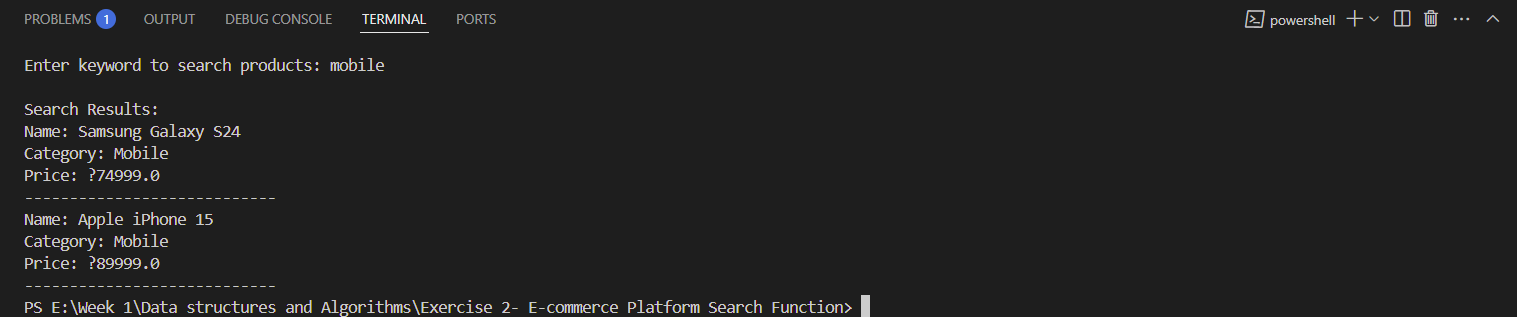 PROBLEMS 1 OUTPUT DEBUG CONSOLE TERMINAL PORTS powershell
Enter keyword to search products: mobile
Search Results:
Name: Samsung Galaxy S24
Category: Mobile
Price: ?74999.0
----------------------------
Name: Apple iPhone 15
Category: Mobile
Price: ?89999.0
----------------------------
PS E:\Week 1\Data structures and Algorithms\Exercise 2- E-commerce Platform Search Function>